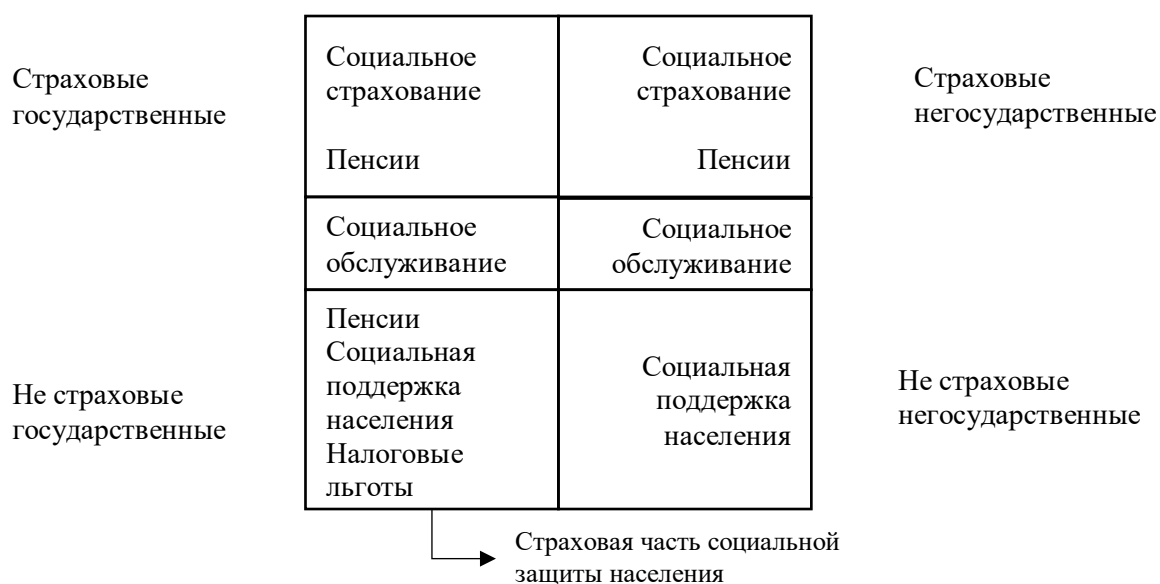 Страховые
государственные
Социальное
страхование
Пенсии
Социальное
страхование
Пенсии
Страховые
негосударственные
Социальное
обслуживание
Социальное
обслуживание
Не страховые
государственные
Пенсии
Социальная
поддержка
населения
Налоговые
льготы
Социальная
поддержка
населения
Не страховые
негосударственные
Страховая часть социальной
защиты населения